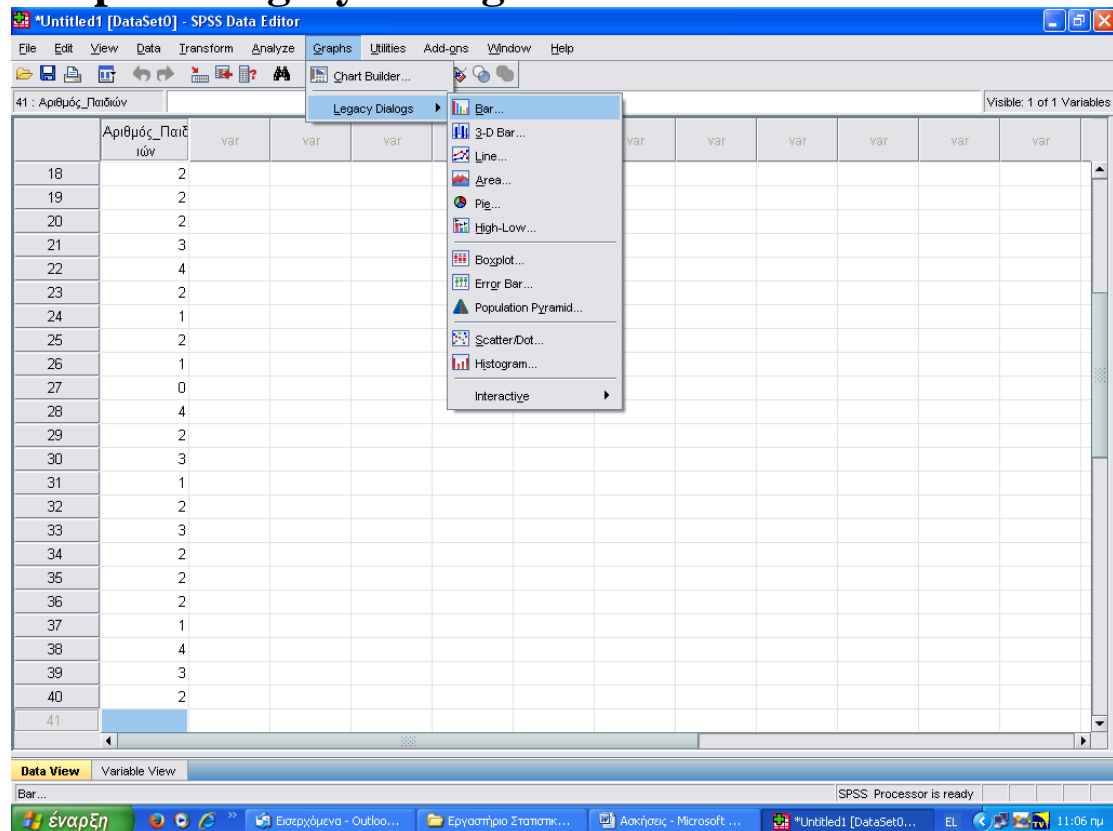 *Untitled1 [DataSet0] - SPSS Data Editor
File Edit View Data Transform Analyze Graphs Utilities Add-ons Window Help
Chart Builder...
41 : Αριθμός_Παιδιών
Visible: 1 of 1 Variables
Legacy Dialogs
Bar...
3-D Bar...
Line...
Area...
Pie...
High-Low...
Boxplot...
Error Bar...
Population Pyramid...
Scatter/Dot...
Histogram...
Interactive
Αριθμός_Παιδ
ιών
var var var var var var var var var
18 2
19 2
20 2
21 3
22 4
23 2
24 1
25 2
26 1
27 0
28 4
29 2
30 3
31 1
32 2
33 3
34 2
35 2
36 2
37 1
38 4
39 3
40 2
41
Data View Variable View
Bar...
SPSS Processor is ready
έναρξη
Εισερχόμενα - Outloo...
Εργαστήριο Στατιστικ...
Ασκήσεις - Microsoft ...
*Untitled1 [DataSet0...
EL
11:06 πμ